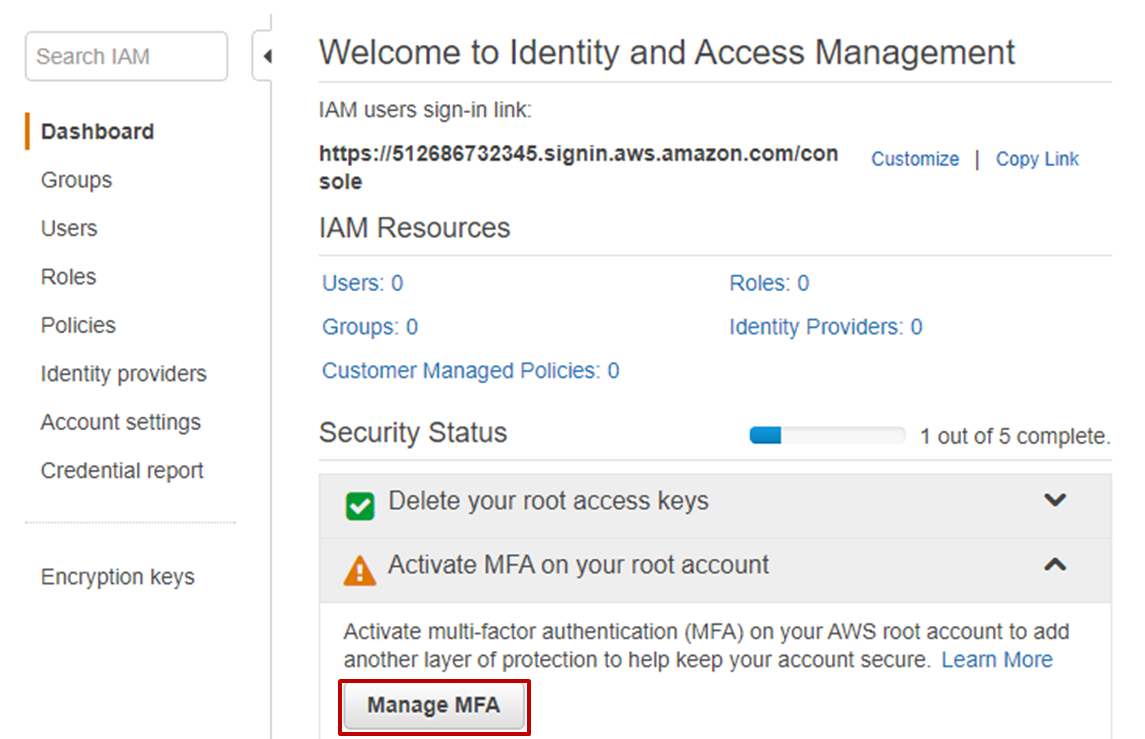 Search IAM
Dashboard
Groups
Users
Roles
Policies
Identity providers
Account settings
Credential report
Encryption keys
Welcome to Identity and Access Management
IAM users sign-in link:
https://512686732345.signin.aws.amazon.com/con
sole
Customize | Copy Link
IAM Resources
Users: 0
Roles: 0
Groups: 0
Identity Providers: 0
Customer Managed Policies: 0
Security Status
1 out of 5 complete.
Delete your root access keys
Activate MFA on your root account
Activate multi-factor authentication (MFA) on your AWS root account to add
another layer of protection to help keep your account secure. Learn More
Manage MFA